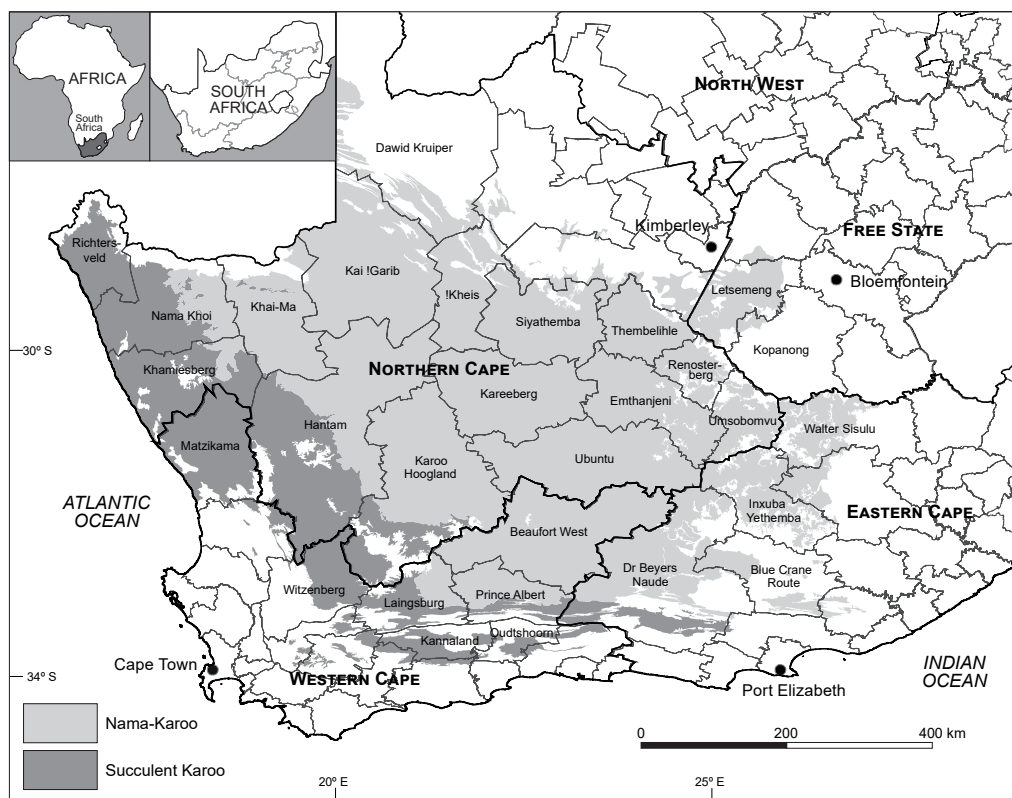 AFRICA
South
Africa
SOUTH
AFRICA
NORTH WEST
Dawid Kruiper
Kimberley
FREE STATE
Richters-
veld
Kai !Garib
Bloemfontein
Letsemeng
!Kheis
Khai-Ma
Nama Khoi
Siyathemba
Thembelihle
30º S
Kopanong
Khamiesberg
NORTHERN CAPE
Renoster-
berg
Kareeberg
Emthanjeni
Hantam
Umsobomvu
Walter Sisulu
Matzikama
Karoo
Hoogland
Ubuntu
ATLANTIC
OCEAN
Inxuba
Yethemba
EASTERN CAPE
Beaufort West
Dr Beyers
Naude
Blue Crane
Route
Witzenberg
Laingsburg
Prince Albert
Kannaland
Oudtshoorn
Cape Town
WESTERN CAPE
INDIAN
OCEAN
34º S
Port Elizabeth
Nama-Karoo
Succulent Karoo
0 200 400 km
20º E
25º E